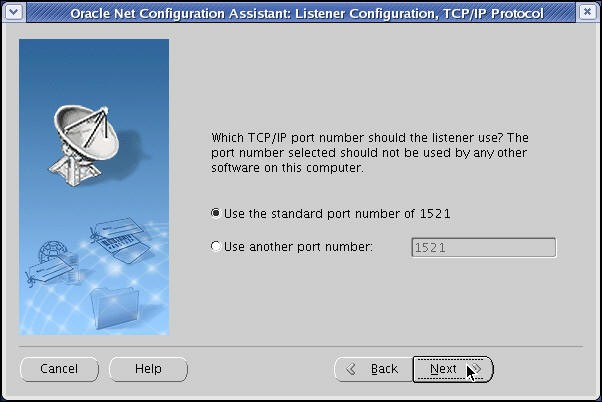 Oracle Net Configuration Assistant: Listener Configuration, TCP/IP Protocol
Which TCP/IP port number should the listener use? The
port number selected should not be used by any other
software on this computer.
Use the standard port number of 1521
Use another port number:
1521
Cancel
Help
Back
Next